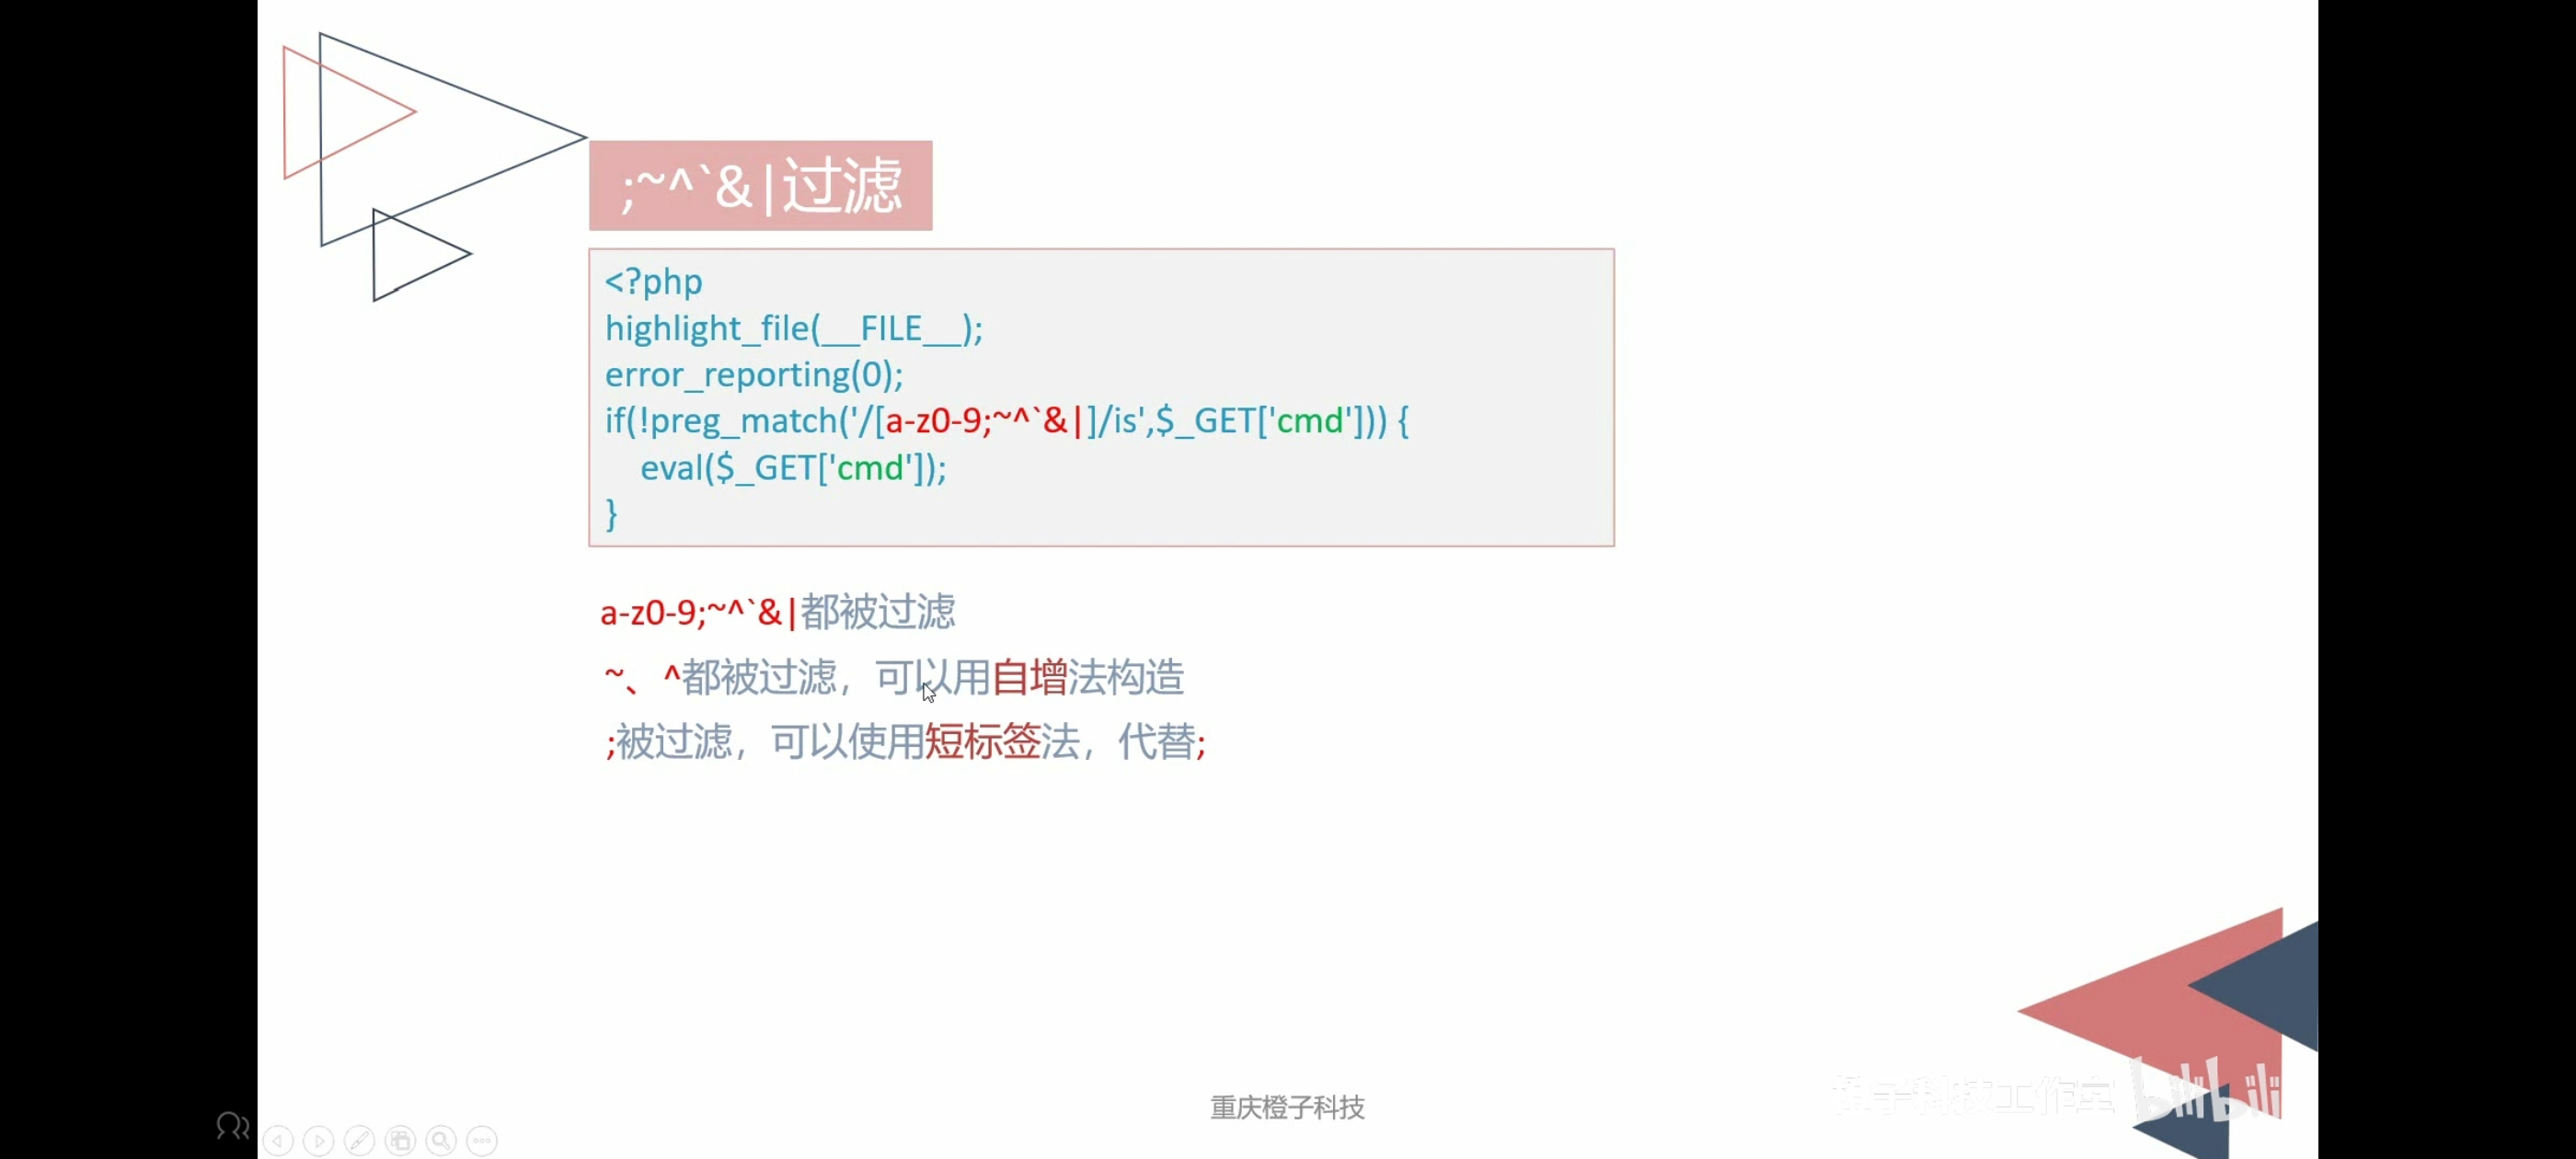 ;~^`&|过滤
<?php
highlight_file(__FILE__);
error_reporting(0);
if(!preg_match('/[a-z0-9;~^`&|]/is',$_GET['cmd'])) {
    eval($_GET['cmd']);
}
a-z0-9;~^`&|都被过滤
~、^都被过滤，可以用自增法构造
;被过滤，可以使用短标签法，代替;
重庆橙子科技
橙子科技工作室 bilibili